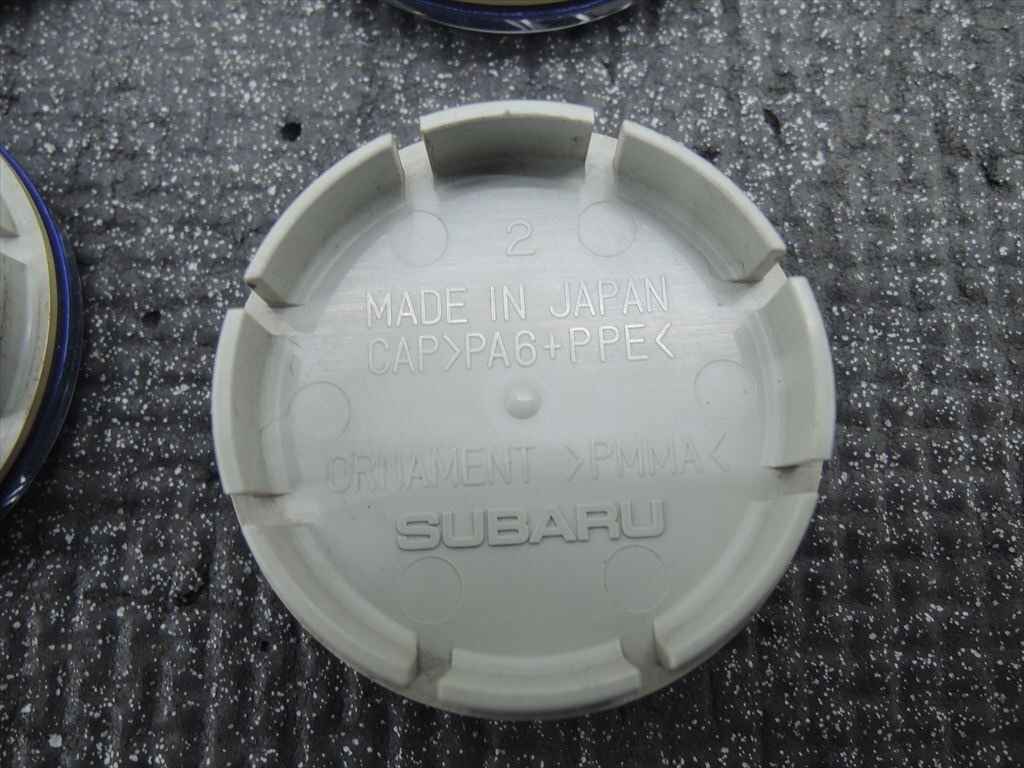 2
MADE IN JAPAN
CAP>PA6+PPE<
ORNAMENT >PMMA<
SUBARU